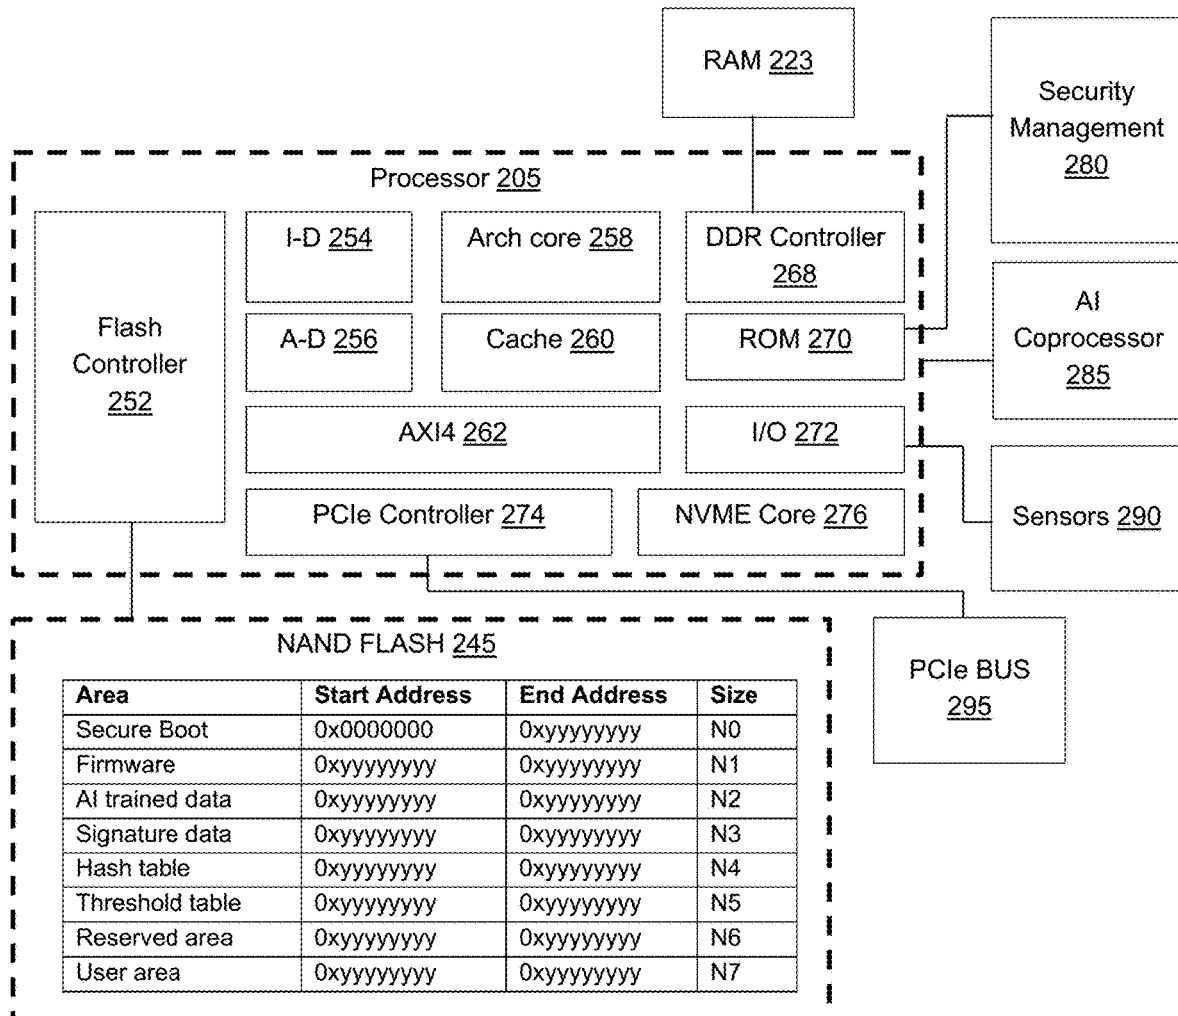 RAM 223
Security
Management
280
Processor 205
I-D 254
Arch core 258
DDR Controller
268
Flash
Controller
252
A-D 256
Cache 260
ROM 270
AI
Coprocessor
285
AXI4 262
I/O 272
PCIe Controller 274
NVME Core 276
Sensors 290
NAND FLASH 245
PCIe BUS
295
Area Start Address End Address Size
Secure Boot 0x0000000 0xyyyyyyyy N0
Firmware 0xyyyyyyyy 0xyyyyyyyy N1
AI trained data 0xyyyyyyyy 0xyyyyyyyy N2
Signature data 0xyyyyyyyy 0xyyyyyyyy N3
Hash table 0xyyyyyyyy 0xyyyyyyyy N4
Threshold table 0xyyyyyyyy 0xyyyyyyyy N5
Reserved area 0xyyyyyyyy 0xyyyyyyyy N6
User area 0xyyyyyyyy 0xyyyyyyyy N7